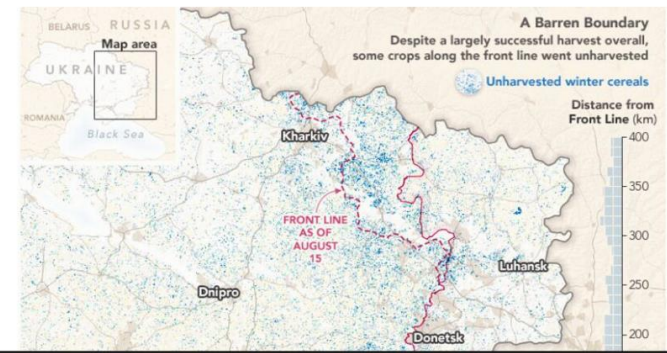 BELARUS
RUSSIA
Map area
UKRAINE
ROMANIA
Black Sea
A Barren Boundary
Despite a largely successful harvest overall,
some crops along the front line went unharvested
Unharvested winter cereals
Distance from
Front Line (km)
400
350
300
250
200
Kharkiv
FRONT LINE
AS OF
AUGUST
15
Luhansk
Dnipro
Donetsk